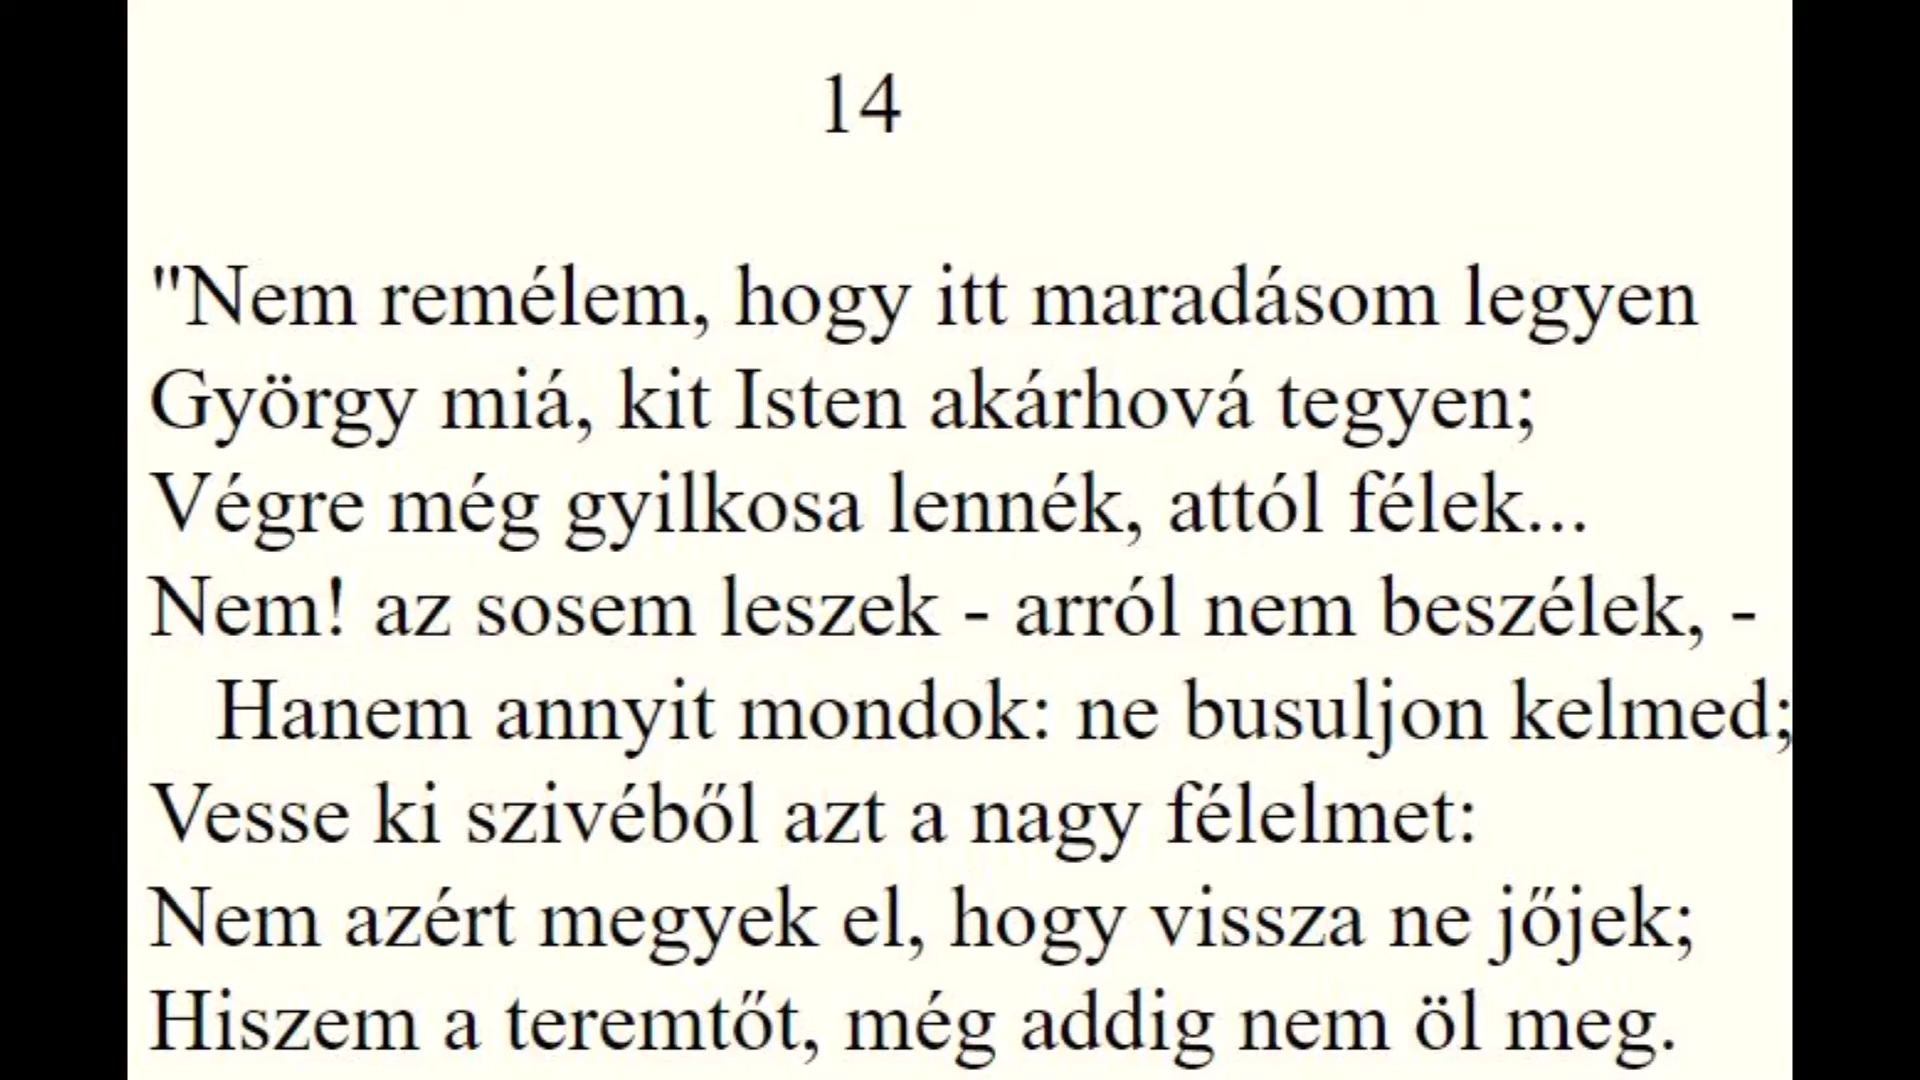 14
"Nem remélem, hogy itt maradásom legyen
György miá, kit Isten akárhová tegyen;
Végre még gyilkosa lennék, attól félek...
Nem! az sosem leszek - arról nem beszélek, -
Hanem annyit mondok: ne busuljon kelmed;
Vesse ki szivéből azt a nagy félelmet:
Nem azért megyek el, hogy vissza ne jőjek;
Hiszem a teremtőt, még addig nem öl meg.